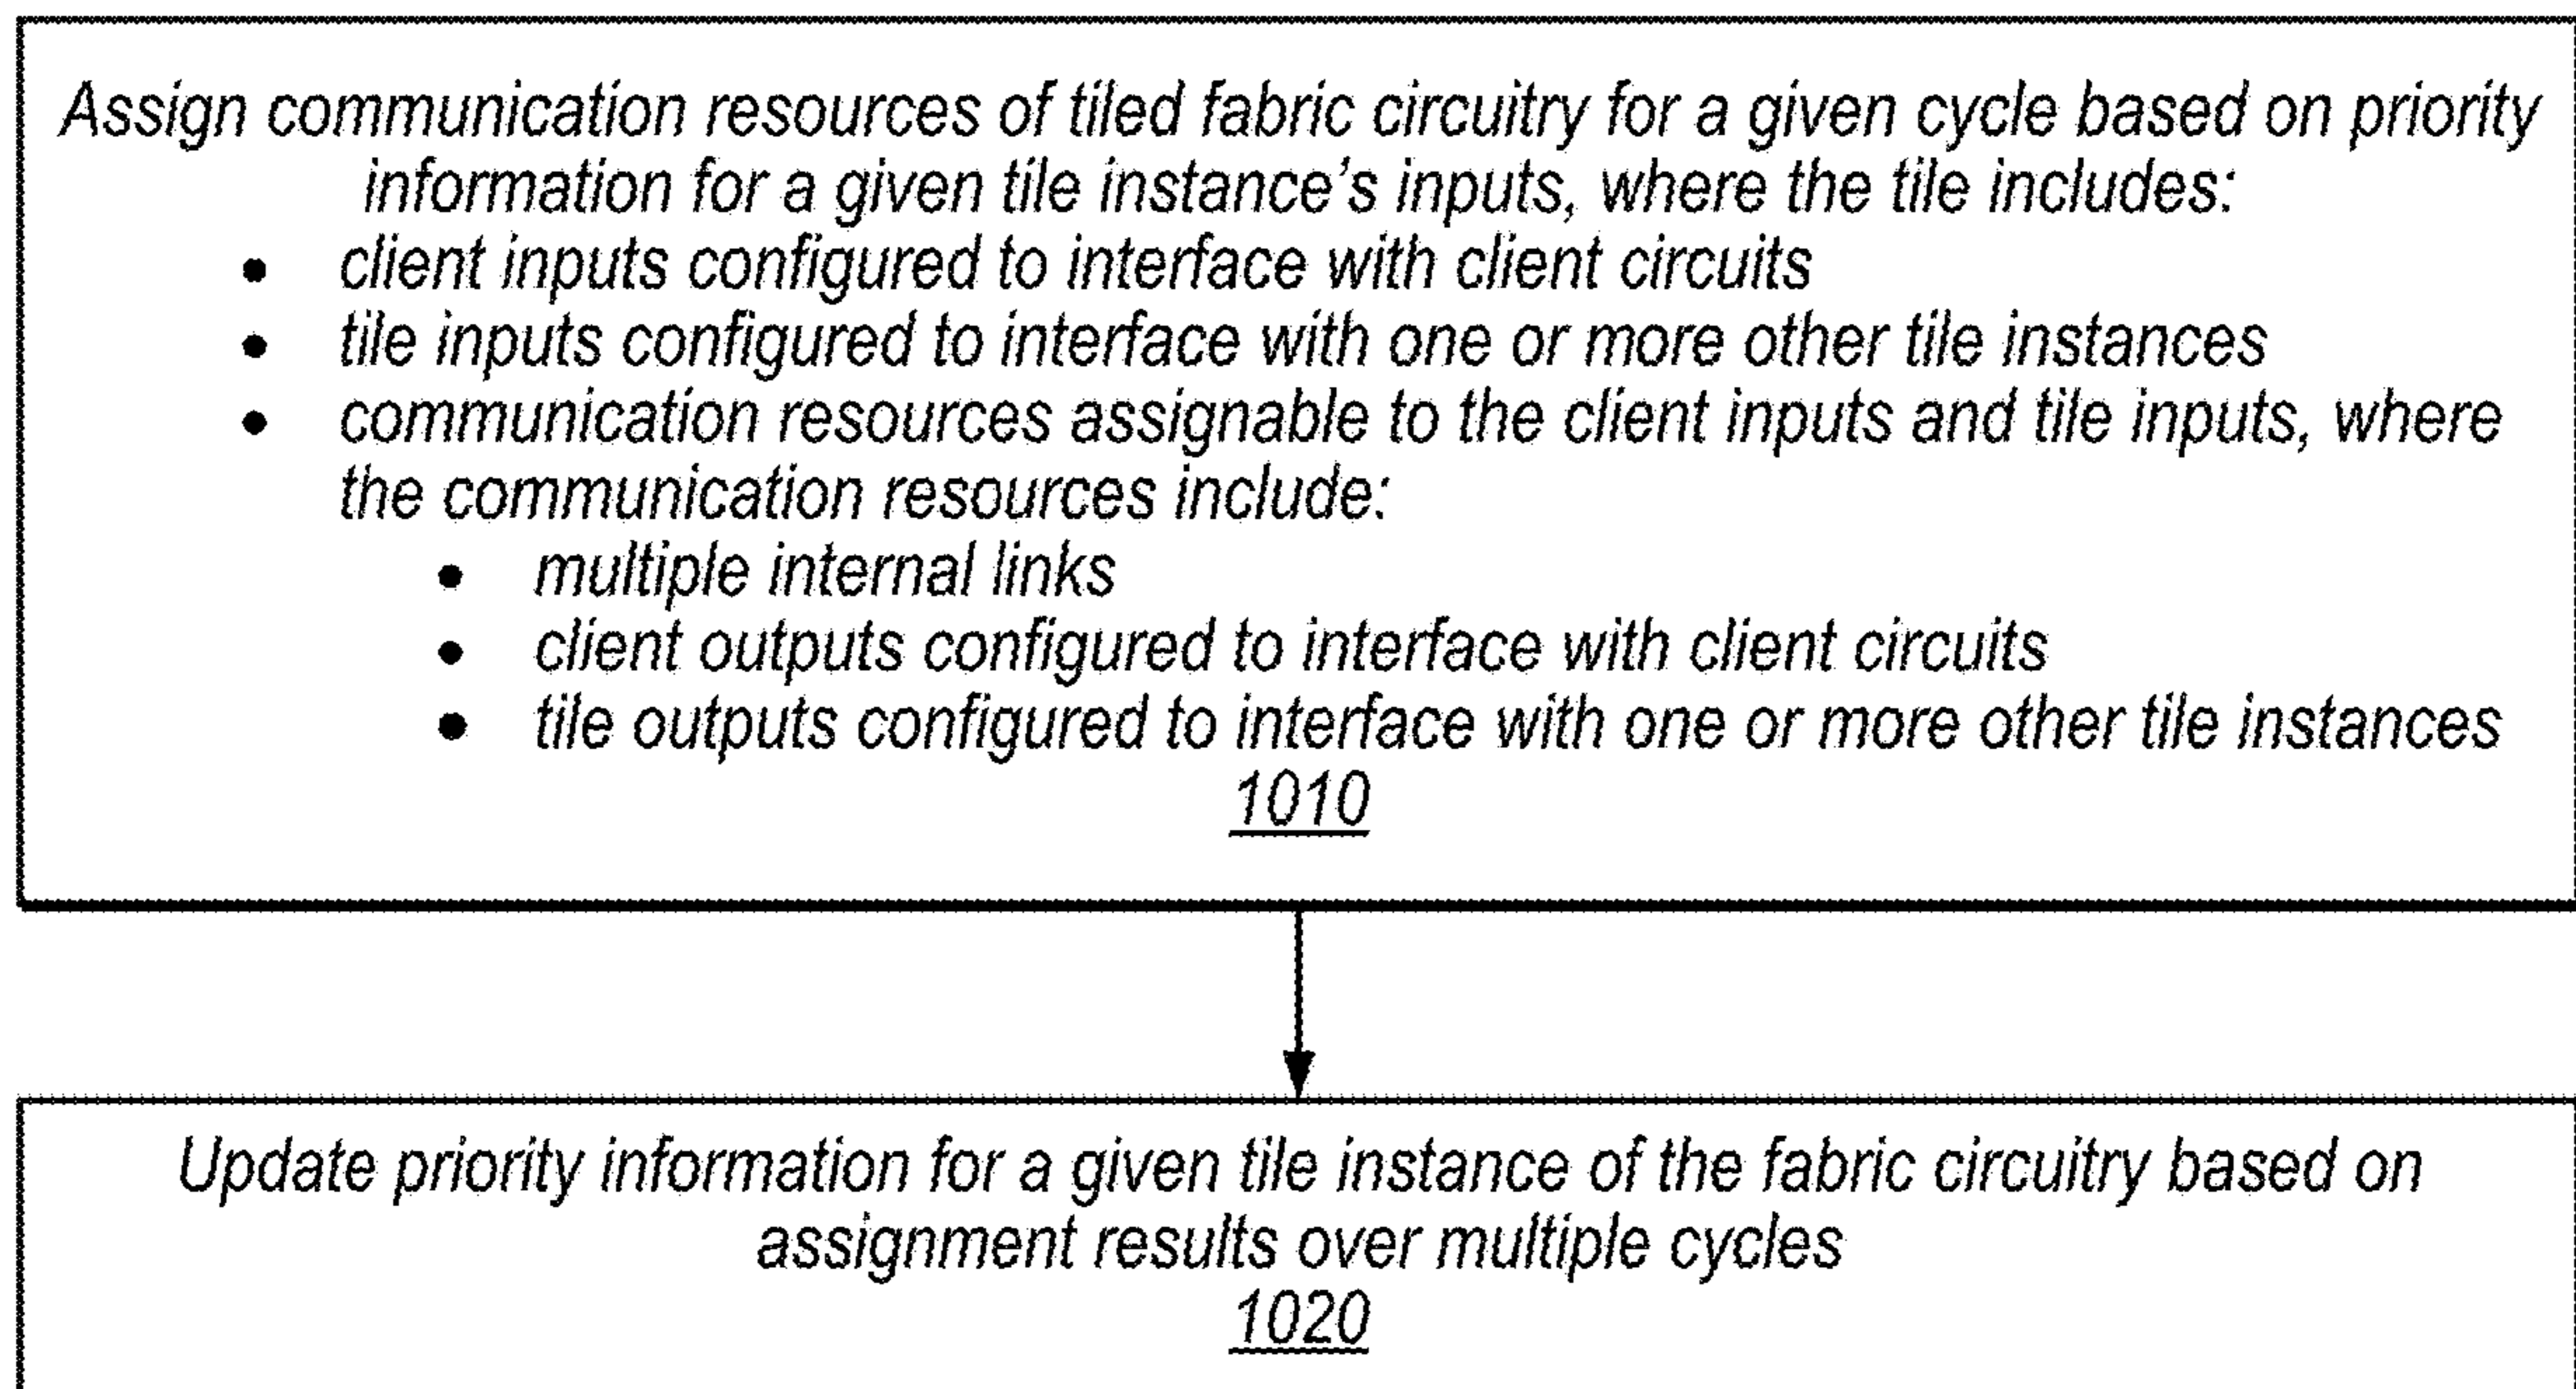 Assign communication resources of tiled fabric circuitry for a given cycle based on priority
information for a given tile instance's inputs, where the tile includes:
• client inputs configured to interface with client circuits
• tile inputs configured to interface with one or more other tile instances
• communication resources assignable to the client inputs and tile inputs, where
the communication resources include:
• multiple internal links
• client outputs configured to interface with client circuits
• tile outputs configured to interface with one or more other tile instances
1010
Update priority information for a given tile instance of the fabric circuitry based on
assignment results over multiple cycles
1020